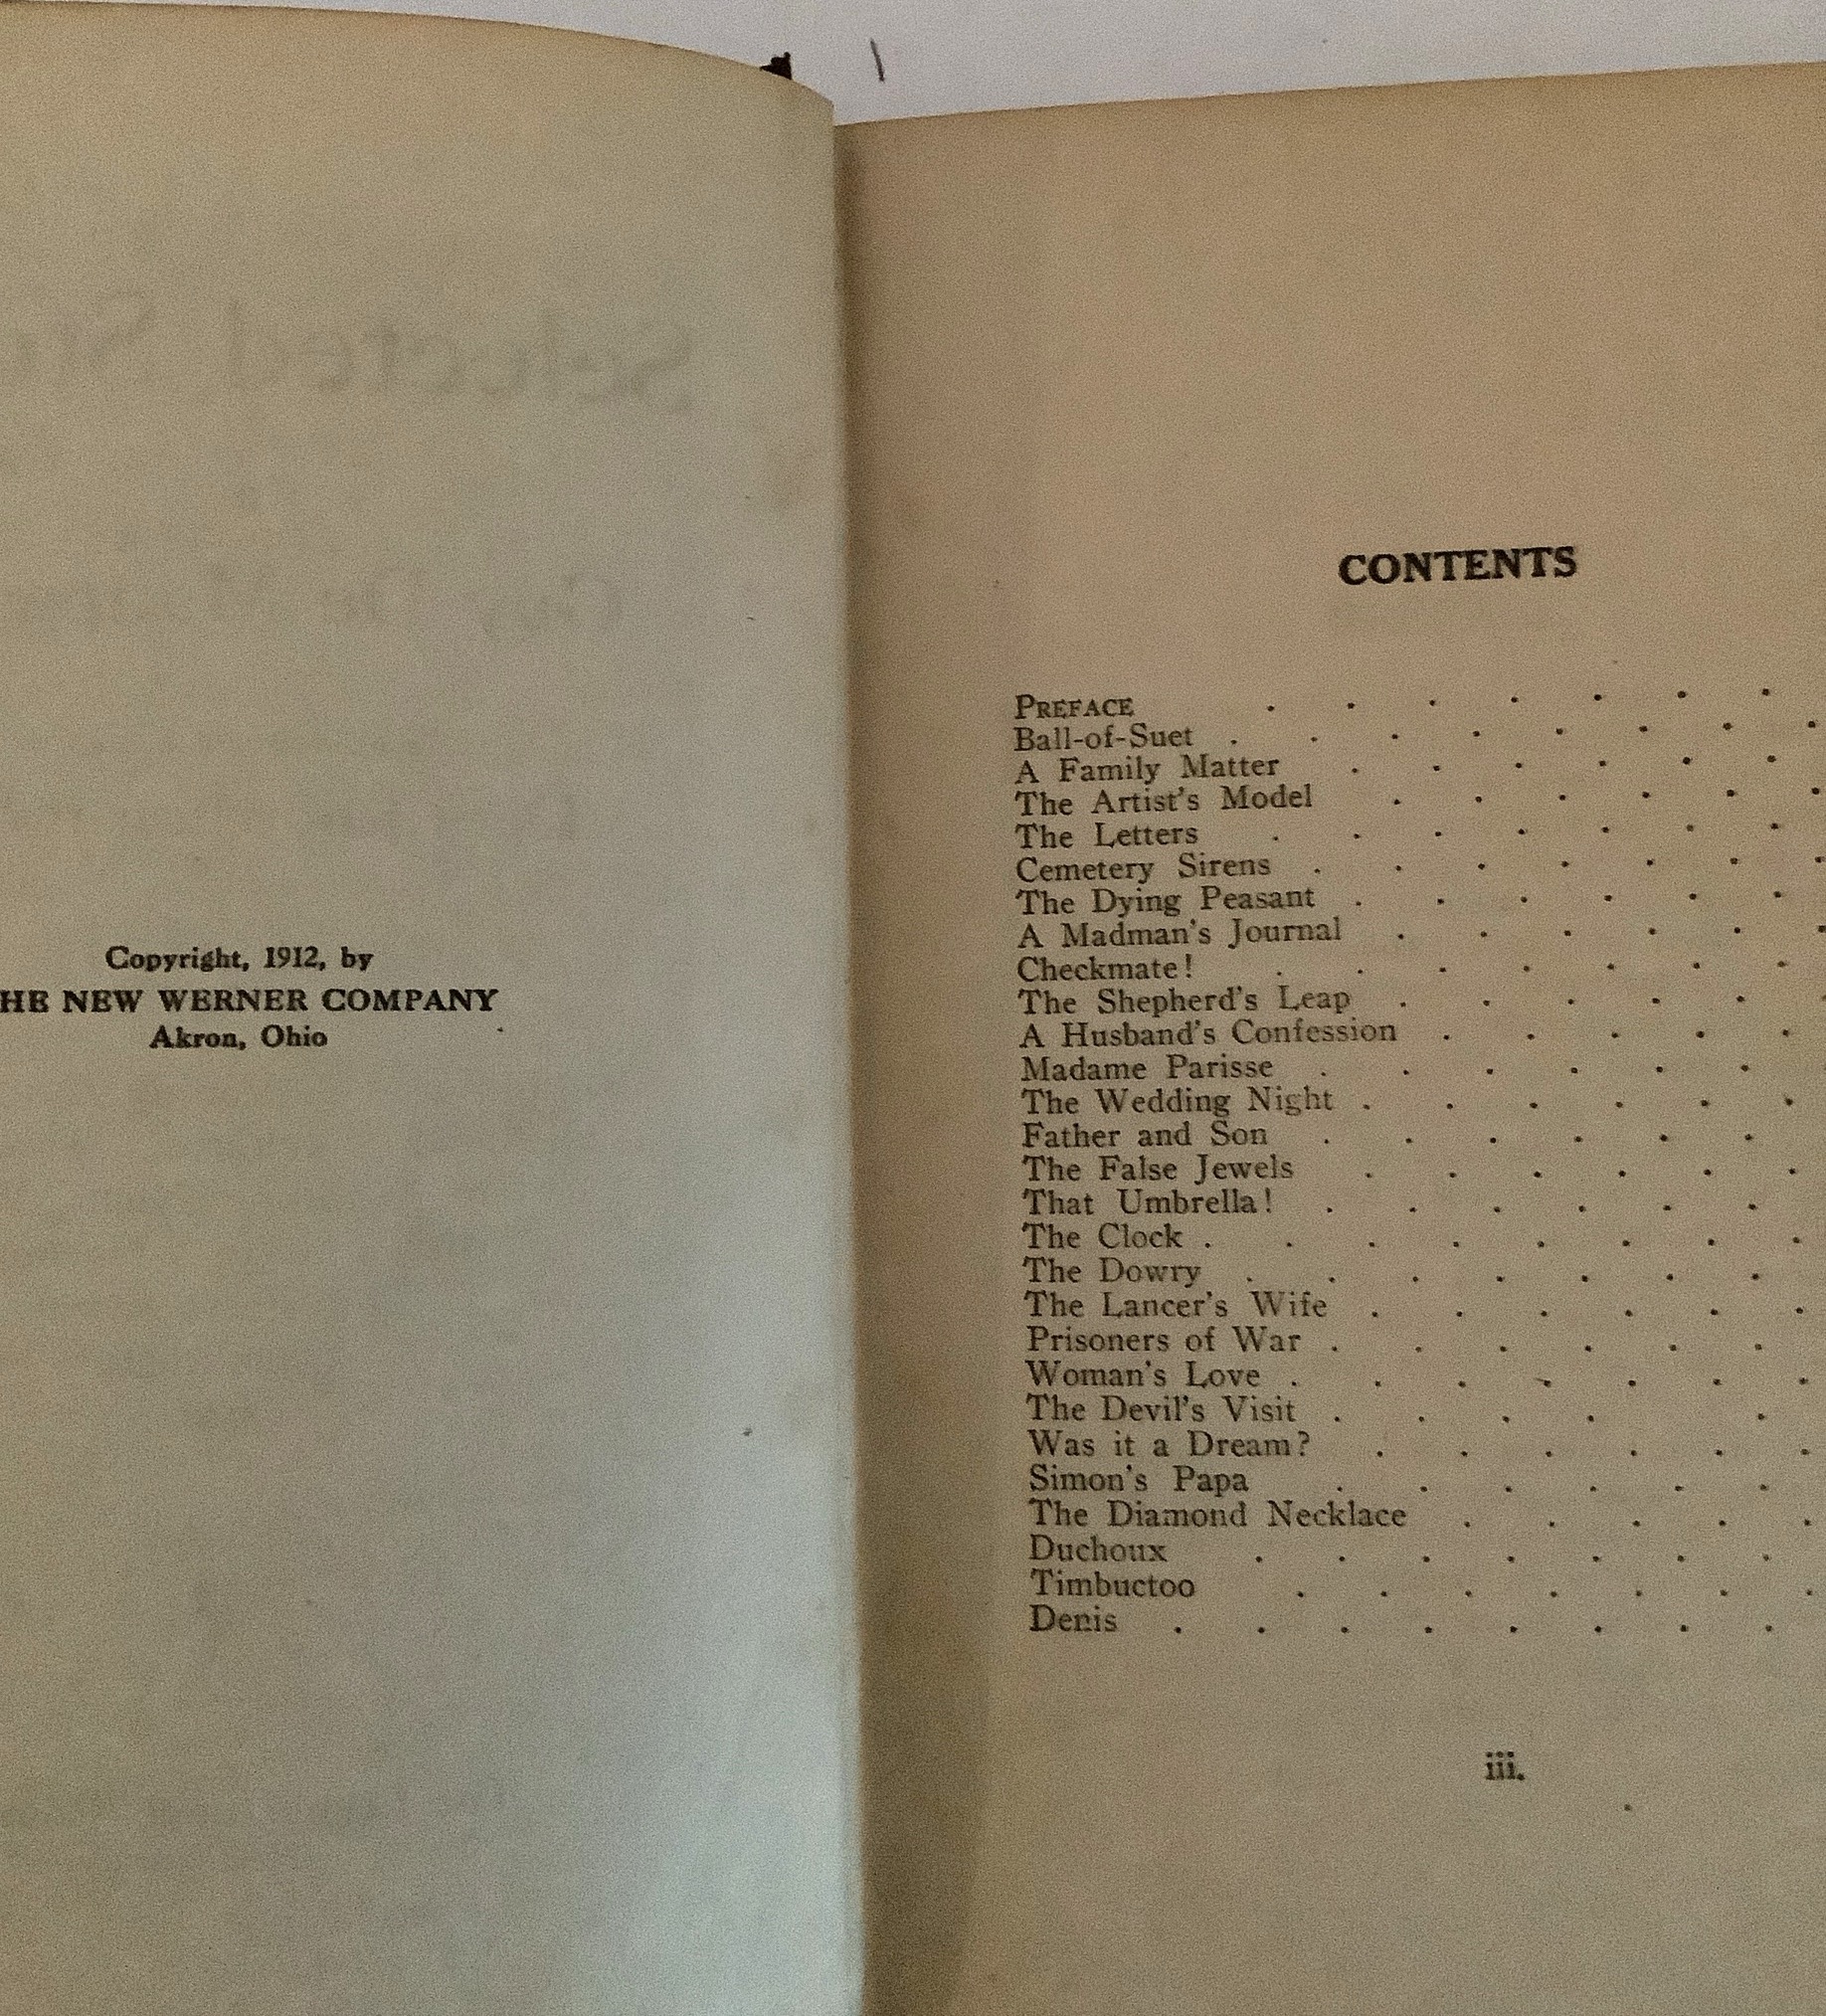 Copyright, 1912, by
HE NEW WERNER COMPANY
Akron, Ohio
CONTENTS
PREFACE . . . . . . .
Ball-of-Suet . . . . . . . .
A Family Matter . . . . . .
The Artist's Model . . . . . .
The Letters . . . . . . .
Cemetery Sirens . . . . . . .
The Dying Peasant . . . . . .
A Madman's Journal . . . . . .
Checkmate! . . . . . . .
The Shepherd's Leap . . . . . .
A Husband's Confession . . . . .
Madame Parisse . . . . . .
The Wedding Night . . . . . .
Father and Son . . . . . .
The False Jewels . . . . . .
That Umbrella! . . . . . .
The Clock . . . . . . . .
The Dowry . . . . . . .
The Lancer's Wife . . . . . .
Prisoners of War . . . . . .
Woman's Love . . . . . . .
The Devil's Visit . . . . .
Was it a Dream? . . . . . .
Simon's Papa . . . . . .
The Diamond Necklace . . . . .
Duchoux . . . . . . .
Timbuctoo . . . . . . .
Denis . . . . . . . .
iii.